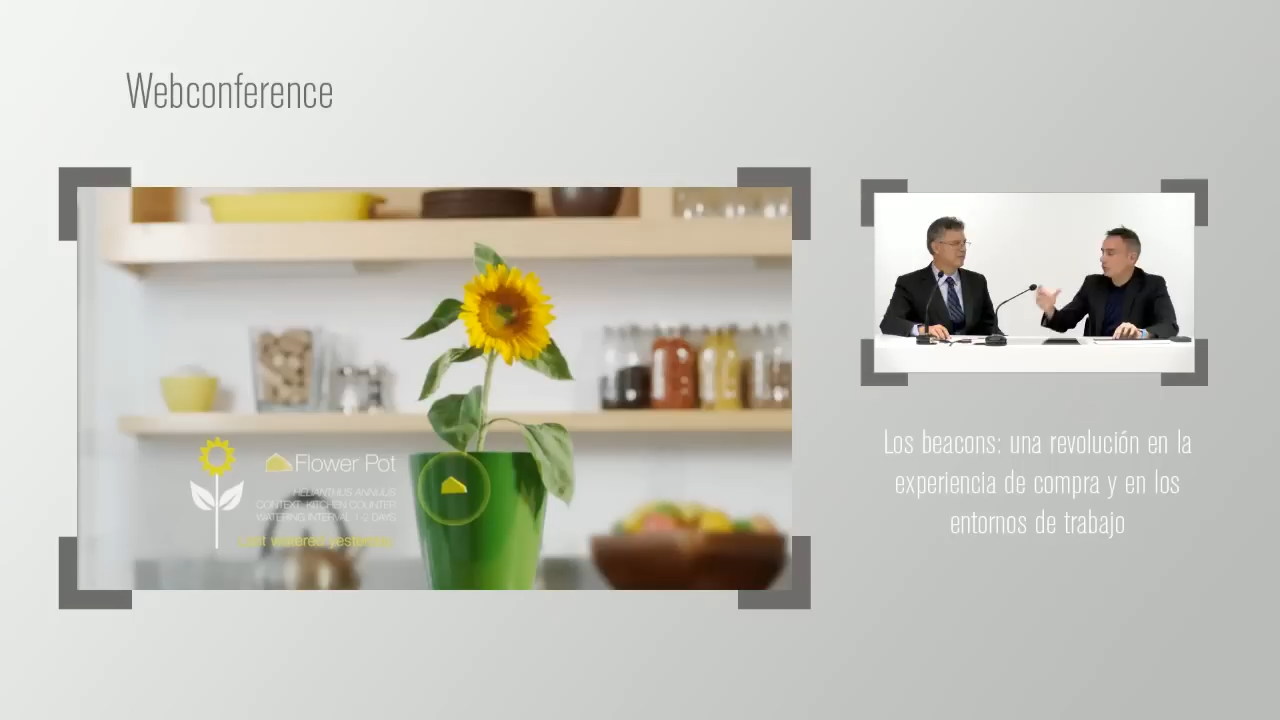 Webconference
Flower Pot
HELIANTHUS ANNUUS
CONTEXT: KITCHEN COUNTER
WATERING INTERVAL 1-2 DAYS
Last watered yesterday
Los beacons: una revolución en la
experiencia de compra y en los
entornos de trabajo